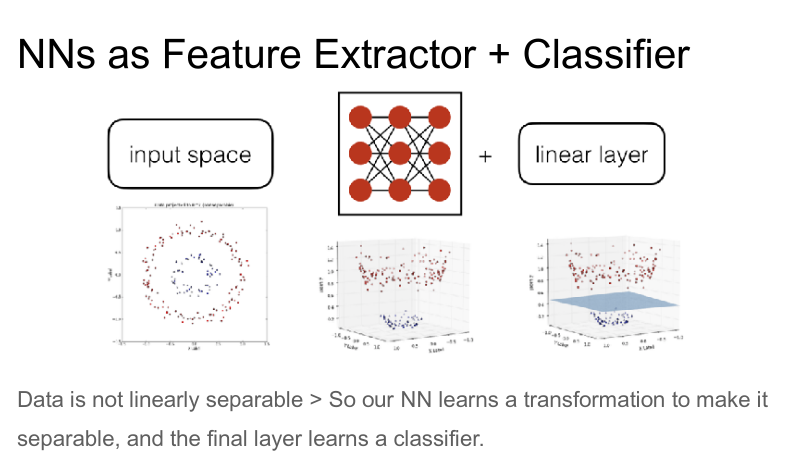 NNs as Feature Extractor + Classifier
input space
+
linear layer
Data is not linearly separable > So our NN learns a transformation to make it
separable, and the final layer learns a classifier.